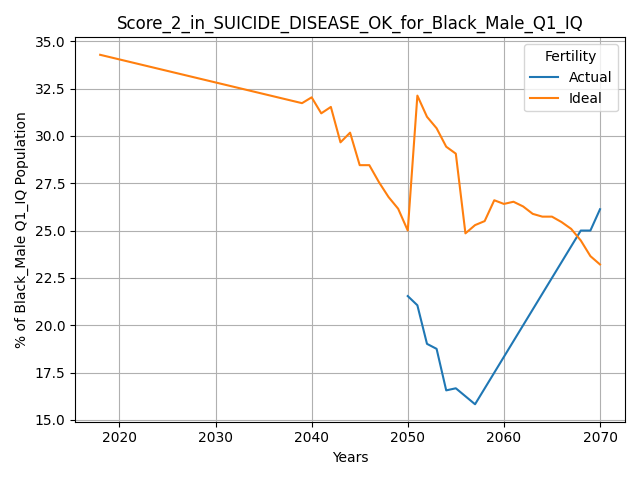 Score_2_in_SUICIDE_DISEASE_OK_for_Black_Male_Q1_IQ
Fertility
Actual
Ideal
% of Black_Male Q1_IQ Population
35.0
32.5
30.0
27.5
25.0
22.5
20.0
17.5
15.0
2020
2030
2040
2050
2060
2070
Years